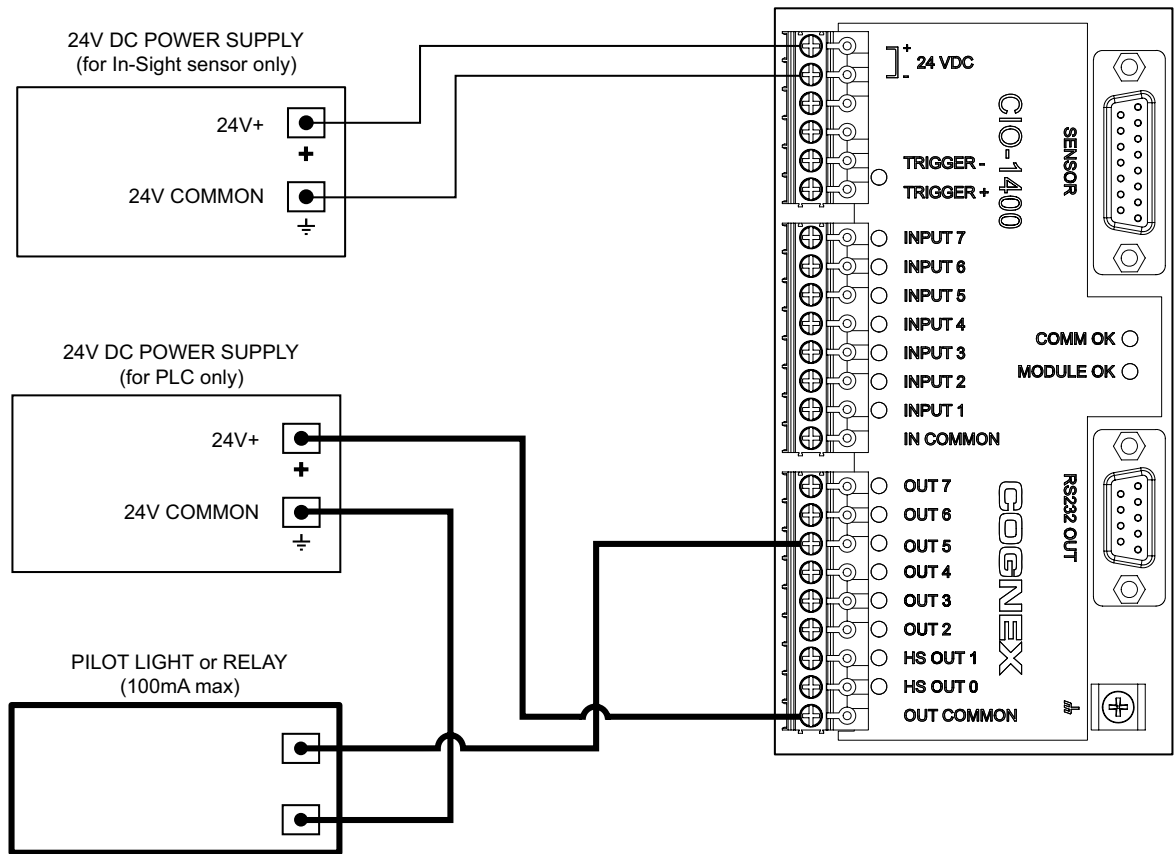 24V DC POWER SUPPLY
(for In-Sight sensor only)
24V+
+
24V COMMON
24V DC POWER SUPPLY
(for PLC only)
24V+
+
24V COMMON
PILOT LIGHT or RELAY
(100mA max)
+
24 VDC
-
TRIGGER -
TRIGGER +
INPUT 7
INPUT 6
INPUT 5
INPUT 4
INPUT 3
INPUT 2
INPUT 1
IN COMMON
OUT 7
OUT 6
OUT 5
OUT 4
OUT 3
OUT 2
HS OUT 1
HS OUT 0
OUT COMMON
CIO-1400
SENSOR
COMM OK
MODULE OK
COGNEX
RS232 OUT